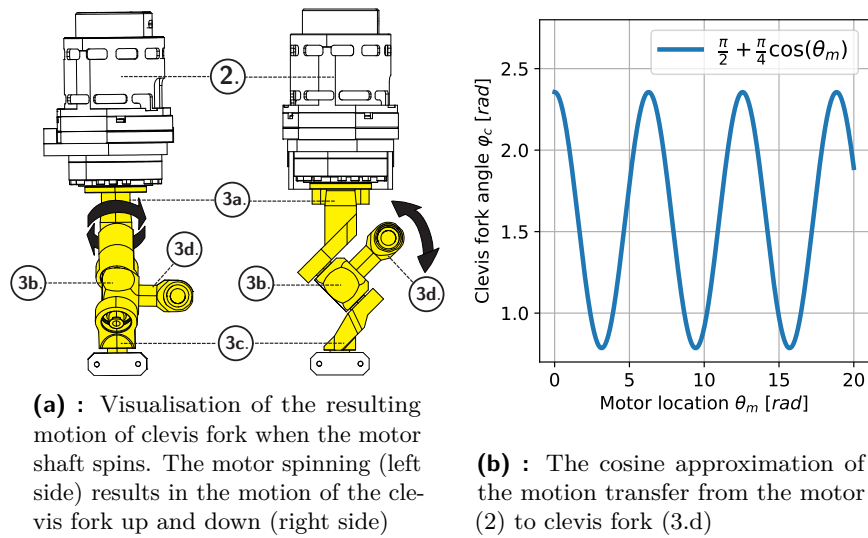 2.
3a.
3b.
3d.
3b.
3d.
3c.
π/2 + π/4 cos(θ_m)
Clevis fork angle φ_c [rad]
2.5
2.0
1.5
1.0
0
5
10
15
20
Motor location θ_m [rad]
(a) : Visualisation of the resulting
motion of clevis fork when the motor
shaft spins. The motor spinning (left
side) results in the motion of the cle-
vis fork up and down (right side)
(b) : The cosine approximation of
the motion transfer from the motor
(2) to clevis fork (3.d)